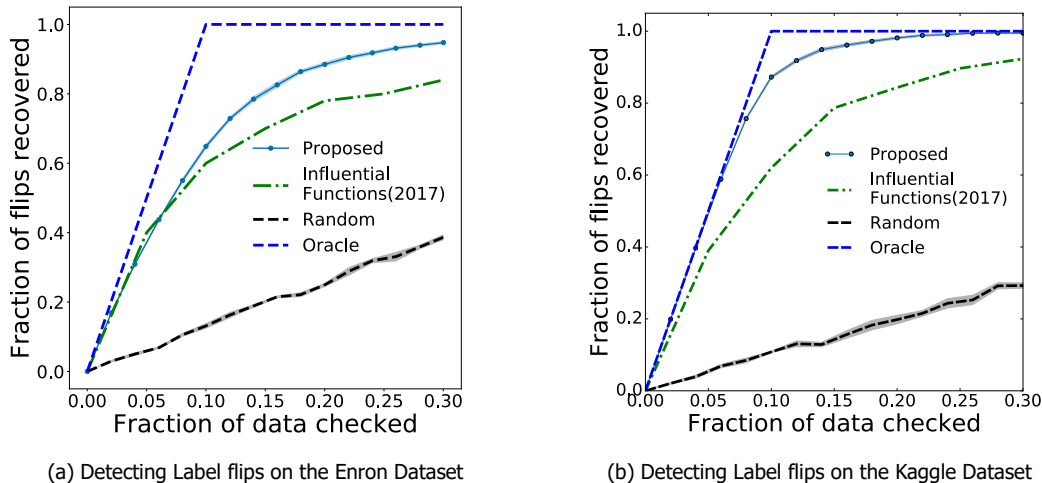 1.0
0.8
0.6
0.4
0.2
0.0
Fraction of flips recovered
Proposed
Influential
Functions(2017)
Random
Oracle
0.00 0.05 0.10 0.15 0.20 0.25 0.30
Fraction of data checked
(a) Detecting Label flips on the Enron Dataset
1.0
0.8
0.6
0.4
0.2
0.0
Fraction of flips recovered
Proposed
Influential
Functions(2017)
Random
Oracle
0.00 0.05 0.10 0.15 0.20 0.25 0.30
Fraction of data checked
(b) Detecting Label flips on the Kaggle Dataset